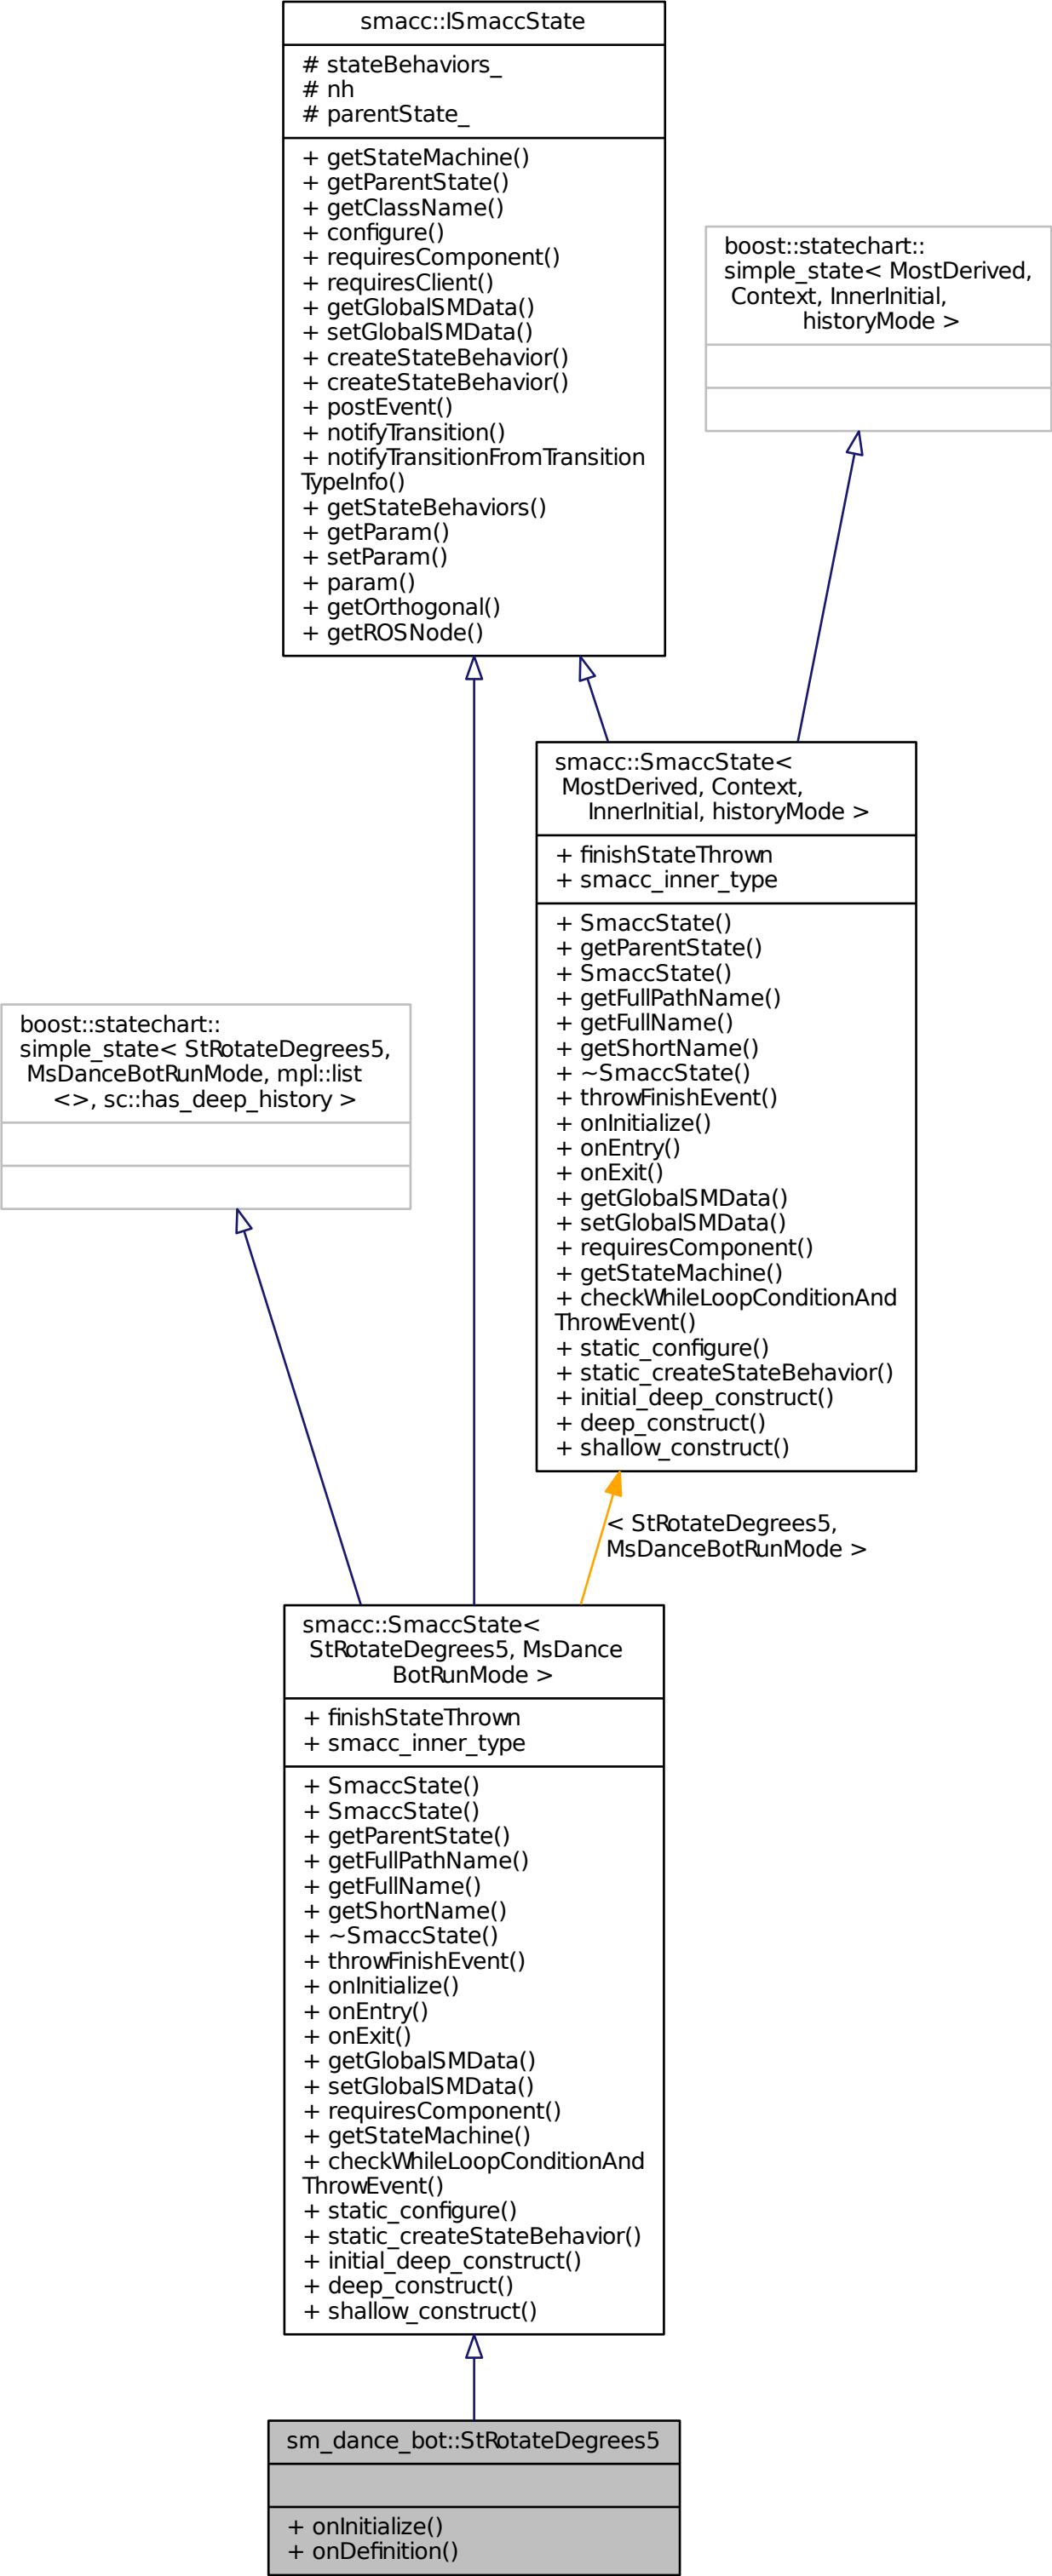 smacc::ISmaccState
# stateBehaviors_
# nh
# parentState_
+ getStateMachine()
+ getParentState()
+ getClassName()
+ configure()
+ requiresComponent()
+ requiresClient()
+ getGlobalSMData()
+ setGlobalSMData()
+ createStateBehavior()
+ createStateBehavior()
+ postEvent()
+ notifyTransition()
+ notifyTransitionFromTransition
TypeInfo()
+ getStateBehaviors()
+ getParam()
+ setParam()
+ param()
+ getOrthogonal()
+ getROSNode()
boost::statechart::
simple_state< MostDerived,
Context, InnerInitial,
historyMode >
smacc::SmaccState<
MostDerived, Context,
InnerInitial, historyMode >
+ finishStateThrown
+ smacc_inner_type
+ SmaccState()
+ getParentState()
+ SmaccState()
+ getFullPathName()
+ getFullName()
+ getShortName()
+ ~SmaccState()
+ throwFinishEvent()
+ onInitialize()
+ onEntry()
+ onExit()
+ getGlobalSMData()
+ setGlobalSMData()
+ requiresComponent()
+ getStateMachine()
+ checkWhileLoopConditionAnd
ThrowEvent()
+ static_configure()
+ static_createStateBehavior()
+ initial_deep_construct()
+ deep_construct()
+ shallow_construct()
boost::statechart::
simple_state< StRotateDegrees5,
MsDanceBotRunMode, mpl::list
<>, sc::has_deep_history >
< StRotateDegrees5,
MsDanceBotRunMode >
smacc::SmaccState<
StRotateDegrees5, MsDance
BotRunMode >
+ finishStateThrown
+ smacc_inner_type
+ SmaccState()
+ SmaccState()
+ getParentState()
+ getFullPathName()
+ getFullName()
+ getShortName()
+ ~SmaccState()
+ throwFinishEvent()
+ onInitialize()
+ onEntry()
+ onExit()
+ getGlobalSMData()
+ setGlobalSMData()
+ requiresComponent()
+ getStateMachine()
+ checkWhileLoopConditionAnd
ThrowEvent()
+ static_configure()
+ static_createStateBehavior()
+ initial_deep_construct()
+ deep_construct()
+ shallow_construct()
sm_dance_bot::StRotateDegrees5
+ onInitialize()
+ onDefinition()